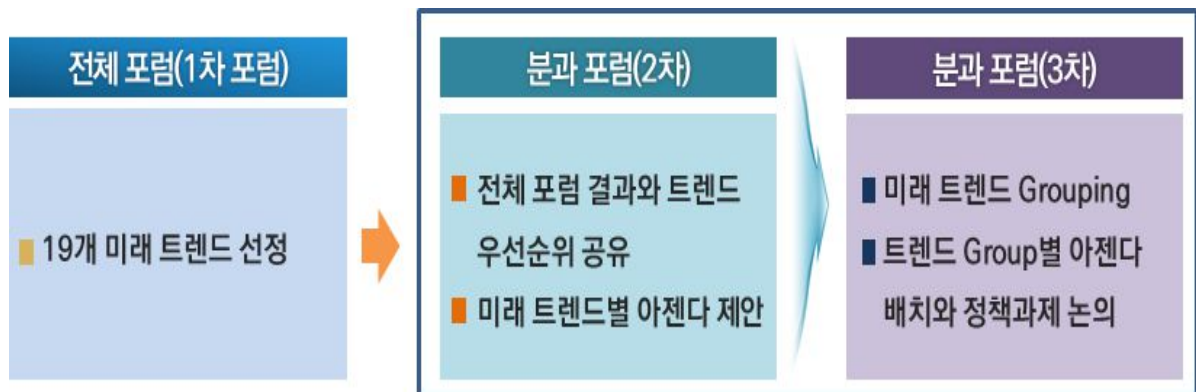 전체 포럼(1차 포럼)
19개 미래 트렌드 선정
분과 포럼(2차)
전체 포럼 결과와 트렌드
우선순위 공유
미래 트렌드별 아젠다 제안
분과 포럼(3차)
미래 트렌드 Grouping
트렌드 Group별 아젠다
배치와 정책과제 논의